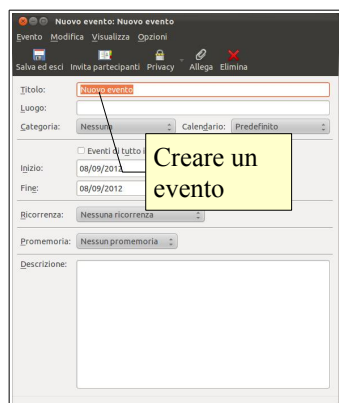 Nuovo evento: Nuovo evento
Evento Modifica Visualizza Opzioni
Salva ed esci Invita partecipanti Privacy Allega Elimina
Titolo: Nuovo evento
Luogo:
Categoria: Nessuna Calendario: Predefinito
Eventi di tutto i
Inizio: 08/09/2012
Fine: 08/09/2012
Creare un
evento
Ricorrenza: Nessuna ricorrenza
Promemoria: Nessun promemoria
Descrizione: